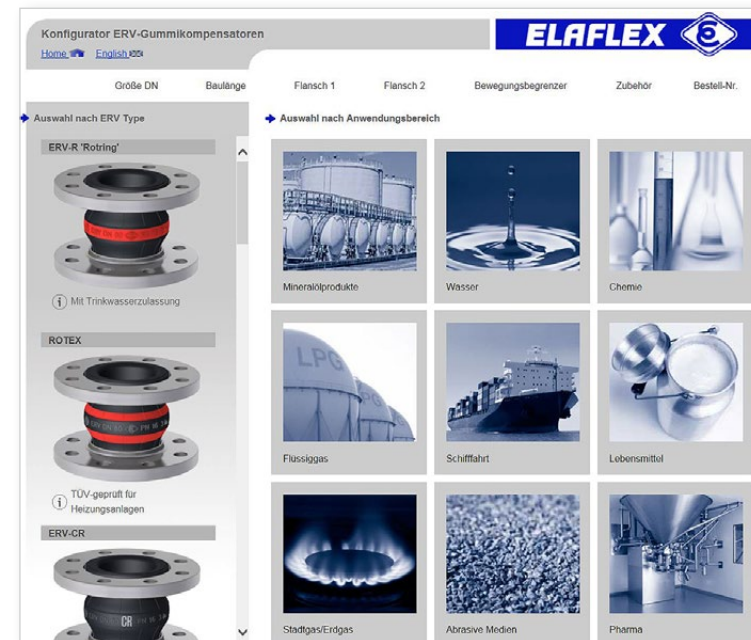 Konfigurator ERV-Gummikompensatoren
Home English
ELAFLEX
Größe DN Baulänge Flansch 1 Flansch 2 Bewegungsbegrenzer Zubehör Bestell-Nr.
Auswahl nach ERV Type
ERV-R 'Rotring'
Mit Trinkwasserzulassung
ROTEX
TÜV-geprüft für
Heizungsanlagen
ERV-CR
CR
Auswahl nach Anwendungsbereich
Mineralölprodukte
Wasser
Chemie
LPG
Flüssiggas
Schifffahrt
Lebensmittel
Stadtgas/Erdgas
Abrasive Medien
Pharma